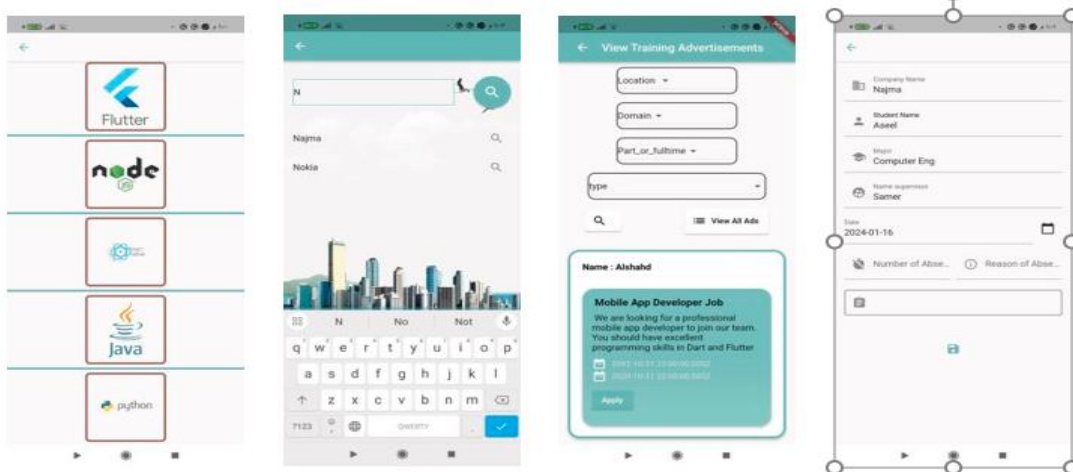 Flutter
node
JS
Java
python
N
Najma
Nokia
N No Not
q w e r t y u i o p
a s d f g h j k l
z x c v b n m
?123 QWERTY
View Training Advertisements
Location
Domain
Part_or_fulltime
type
View All Ads
Name : Alshahd
Mobile App Developer Job
We are looking for a professional
mobile app developer to join our team.
You should have excellent
programming skills in Dart and Flutter
Apply
Company Name
Najma
Student Name
Aseel
Major
Computer Eng
Name supervisor
Samer
Date
2024-01-16
Number of Abse...
Reason of Abse...